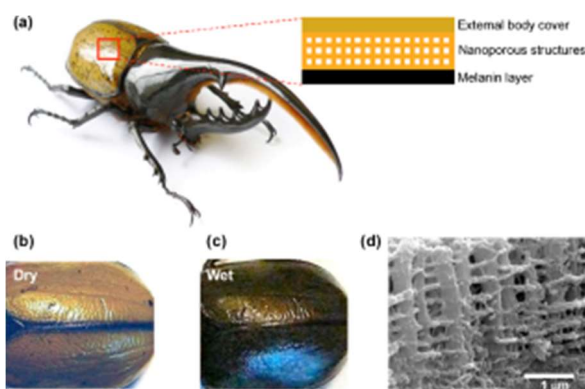 (a)
External body cover
Nanoporous structures
Melanin layer
(b)
Dry
(c)
Wet
(d)
1 μm